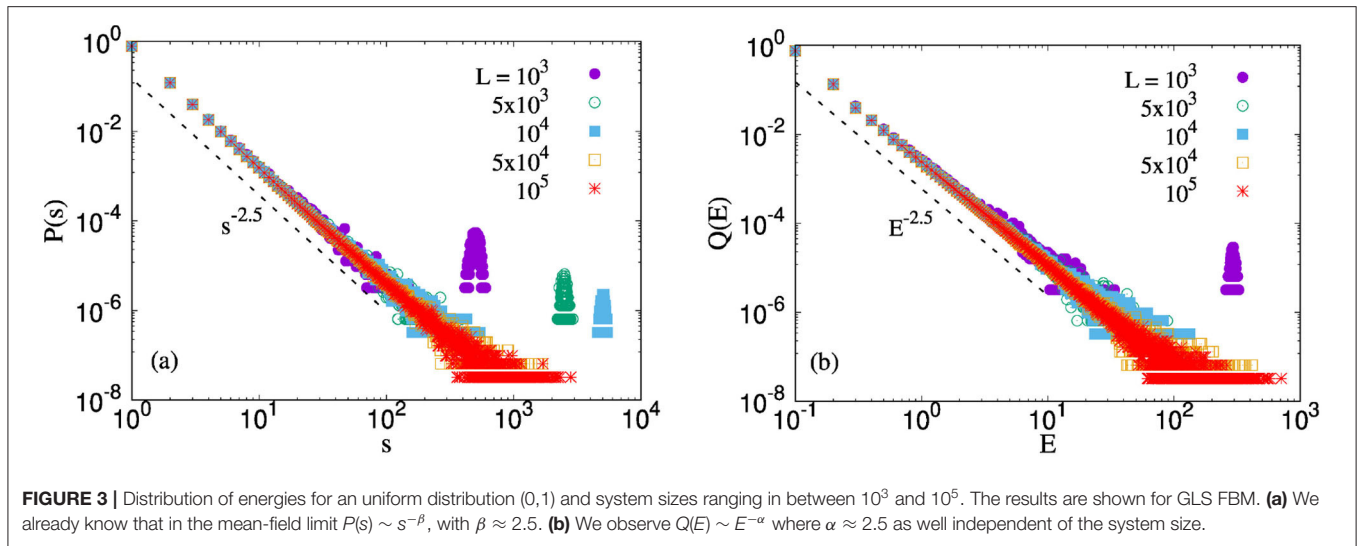 10^0
10^-2
10^-4
10^-6
10^-8
P(s)
L = 10^3
5x10^3
10^4
5x10^4
10^5
s^-2.5
(a)
10^0 10^1 10^2 10^3 10^4
s
10^0
10^-2
10^-4
10^-6
10^-8
Q(E)
L = 10^3
5x10^3
10^4
5x10^4
10^5
E^-2.5
(b)
10^-1 10^0 10^1 10^2 10^3
E
FIGURE 3 | Distribution of energies for an uniform distribution (0,1) and system sizes ranging in between 10^3 and 10^5. The results are shown for GLS FBM. (a) We
already know that in the mean-field limit P(s) ∼ s^−β, with β ≈ 2.5. (b) We observe Q(E) ∼ E^−α where α ≈ 2.5 as well independent of the system size.